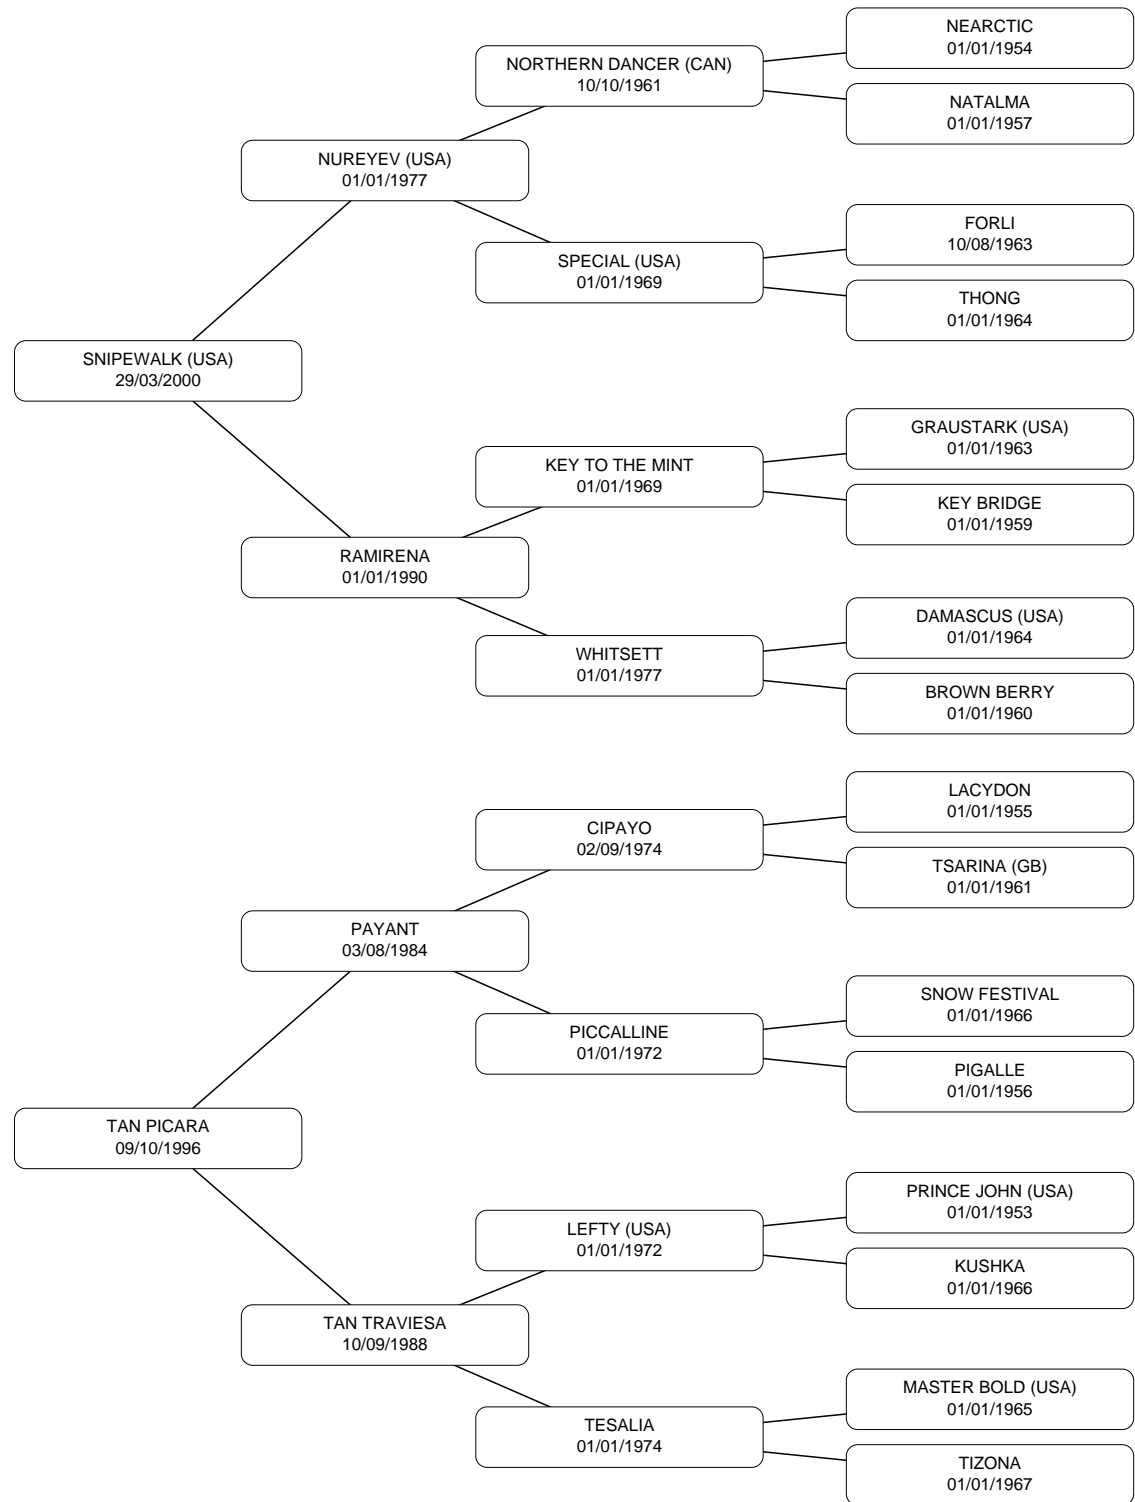 NEARCTIC
01/01/1954
NORTHERN DANCER (CAN)
10/10/1961
NATALMA
01/01/1957
NUREYEV (USA)
01/01/1977
FORLI
10/08/1963
SPECIAL (USA)
01/01/1969
THONG
01/01/1964
SNIPEWALK (USA)
29/03/2000
GRAUSTARK (USA)
01/01/1963
KEY TO THE MINT
01/01/1969
KEY BRIDGE
01/01/1959
RAMIRENA
01/01/1990
DAMASCUS (USA)
01/01/1964
WHITSETT
01/01/1977
BROWN BERRY
01/01/1960
LACYDON
01/01/1955
CIPAYO
02/09/1974
TSARINA (GB)
01/01/1961
PAYANT
03/08/1984
SNOW FESTIVAL
01/01/1966
PICCALLINE
01/01/1972
PIGALLE
01/01/1956
TAN PICARA
09/10/1996
PRINCE JOHN (USA)
01/01/1953
LEFTY (USA)
01/01/1972
KUSHKA
01/01/1966
TAN TRAVIESA
10/09/1988
MASTER BOLD (USA)
01/01/1965
TESALIA
01/01/1974
TIZONA
01/01/1967